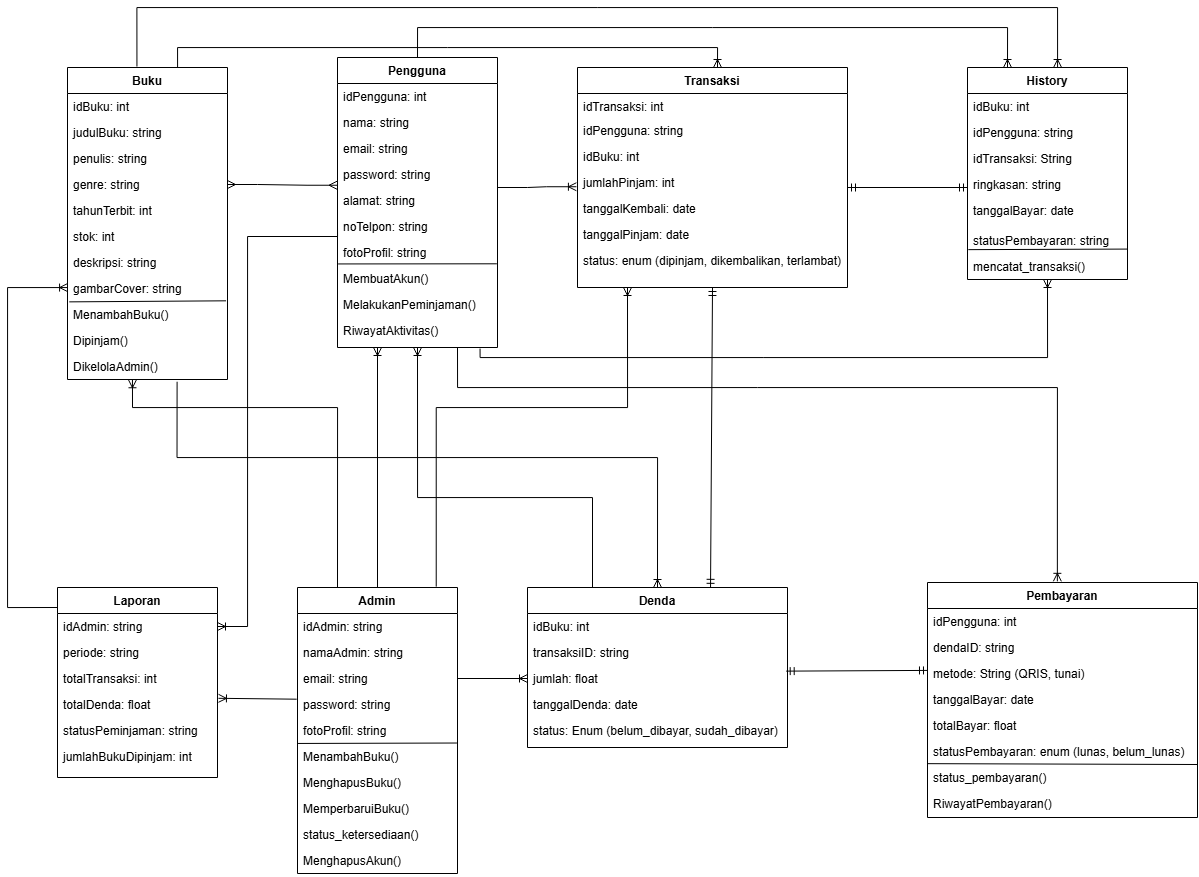 Buku
idBuku: int
judulBuku: string
penulis: string
genre: string
tahunTerbit: int
stok: int
deskripsi: string
gambarCover: string
MenambahBuku()
Dipinjam()
DikelolaAdmin()
Pengguna
idPengguna: int
nama: string
email: string
password: string
alamat: string
noTelpon: string
fotoProfil: string
MembuatAkun()
MelakukanPeminjaman()
RiwayatAktivitas()
Transaksi
idTransaksi: int
idPengguna: string
idBuku: int
jumlahPinjam: int
tanggalKembali: date
tanggalPinjam: date
status: enum (dipinjam, dikembalikan, terlambat)
History
idBuku: int
idPengguna: string
idTransaksi: String
ringkasan: string
tanggalBayar: date
statusPembayaran: string
mencatat_transaksi()
Laporan
idAdmin: string
periode: string
totalTransaksi: int
totalDenda: float
statusPeminjaman: string
jumlahBukuDipinjam: int
Admin
idAdmin: string
namaAdmin: string
email: string
password: string
fotoProfil: string
MenambahBuku()
MenghapusBuku()
MemperbaruiBuku()
status_ketersediaan()
MenghapusAkun()
Denda
idBuku: int
transaksiID: string
jumlah: float
tanggalDenda: date
status: Enum (belum_dibayar, sudah_dibayar)
Pembayaran
idPengguna: int
dendaID: string
metode: String (QRIS, tunai)
tanggalBayar: date
totalBayar: float
statusPembayaran: enum (lunas, belum_lunas)
status_pembayaran()
RiwayatPembayaran()